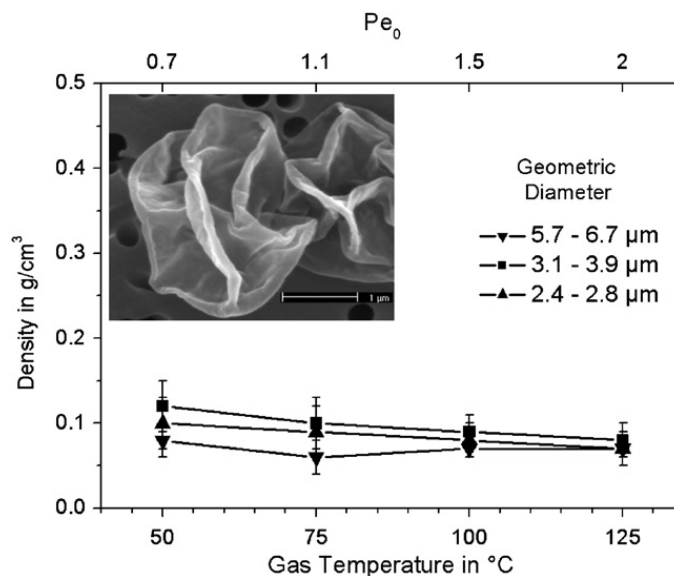 Pe₀
0.7 1.1 1.5 2
0.5
0.4
0.3
0.2
0.1
0.0
Density in g/cm³
1 µm
Geometric
Diameter
5.7 - 6.7 µm
3.1 - 3.9 µm
2.4 - 2.8 µm
50 75 100 125
Gas Temperature in °C